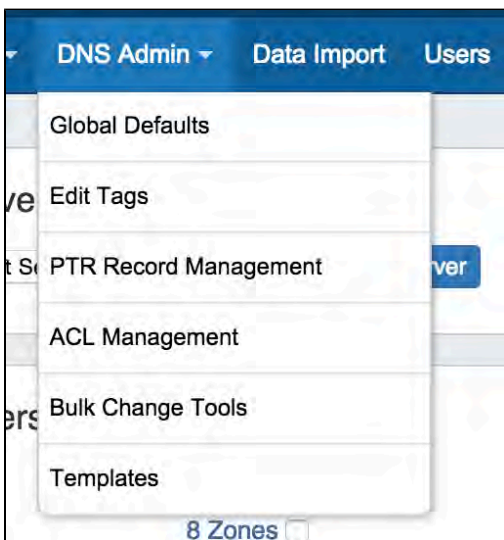 DNS Admin Data Import Users
Global Defaults
Edit Tags
PTR Record Management
ACL Management
Bulk Change Tools
Templates
8 Zones